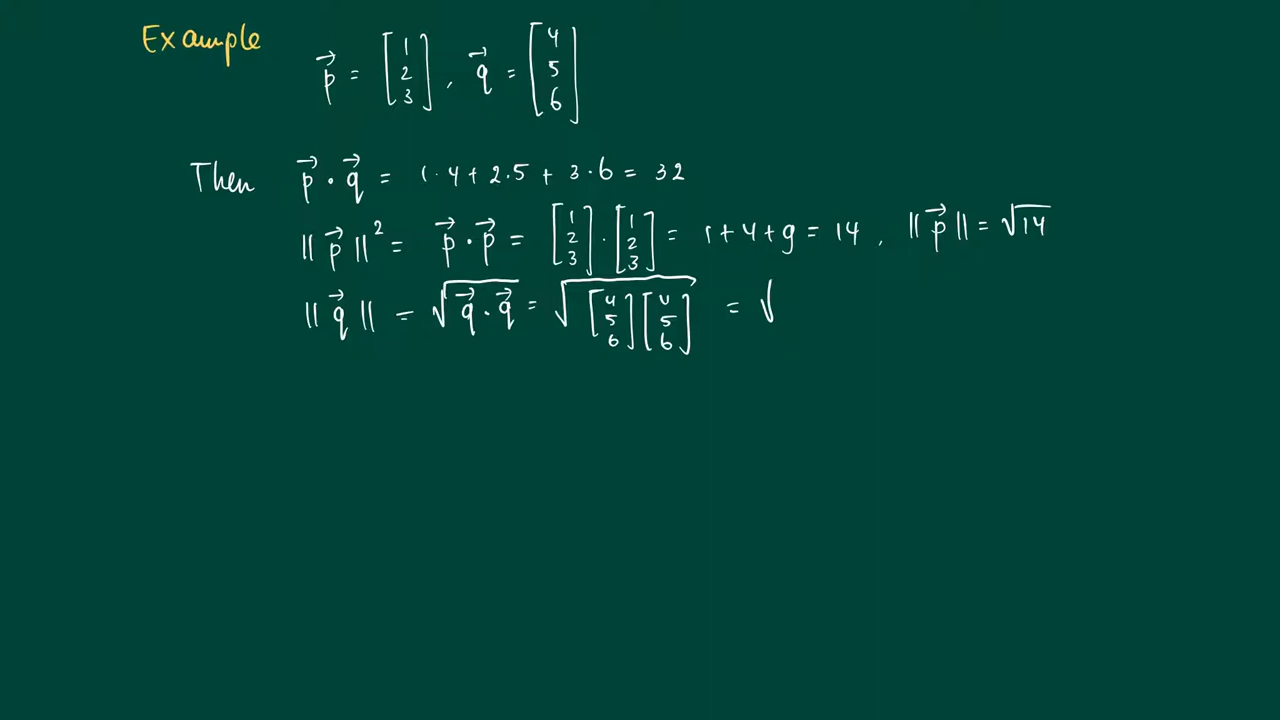 Example
p⃗ = [1 2 3], q⃗ = [4 5 6]
Then p⃗ · q⃗ = 1·4 + 2·5 + 3·6 = 32
||p⃗||² = p⃗ · p⃗ = [1 2 3] · [1 2 3] = 1+4+9 = 14, ||p⃗|| = √14
||q⃗|| = √(q⃗ · q⃗) = √([4 5 6][4 5 6]) = √